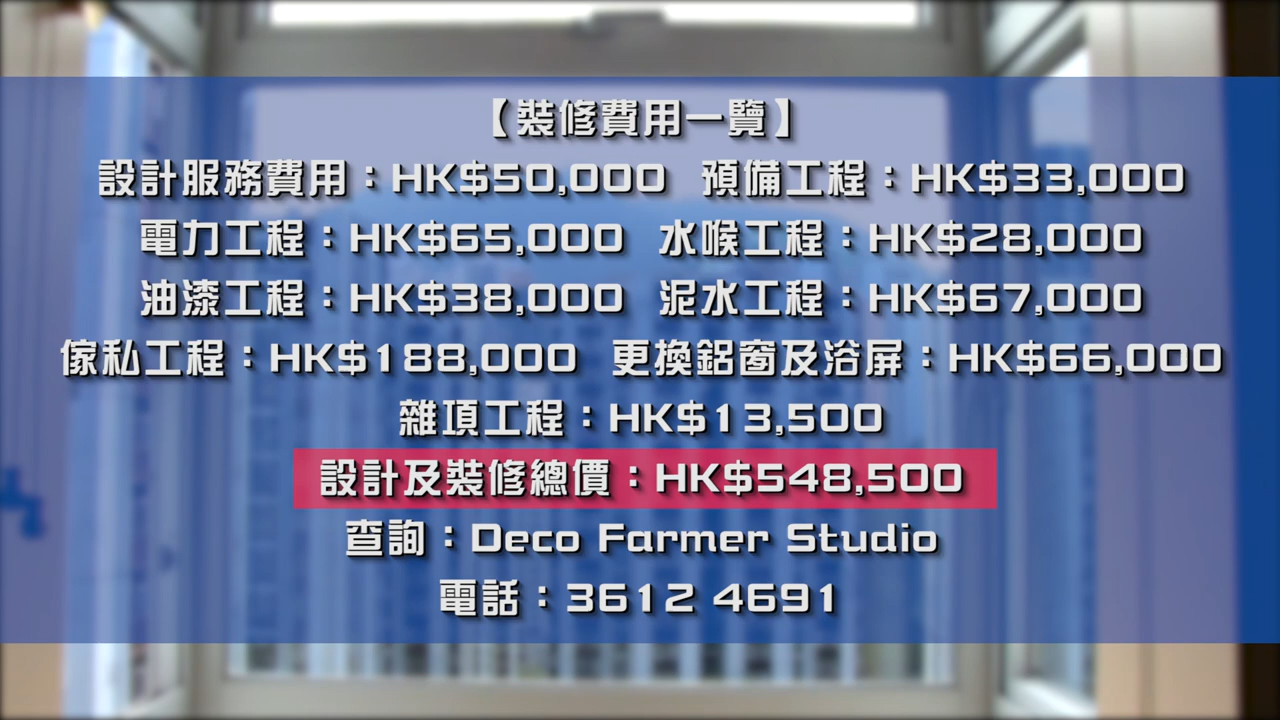 【裝修費用一覽】
設計服務費用：HK$50,000 預備工程：HK$33,000
電力工程：HK$65,000 水喉工程：HK$28,000
油漆工程：HK$38,000 泥水工程：HK$67,000
傢私工程：HK$188,000 更換鋁窗及浴屏：HK$66,000
雜項工程：HK$13,500
設計及裝修總價：HK$548,500
查詢：Deco Farmer Studio
電話：3612 4691